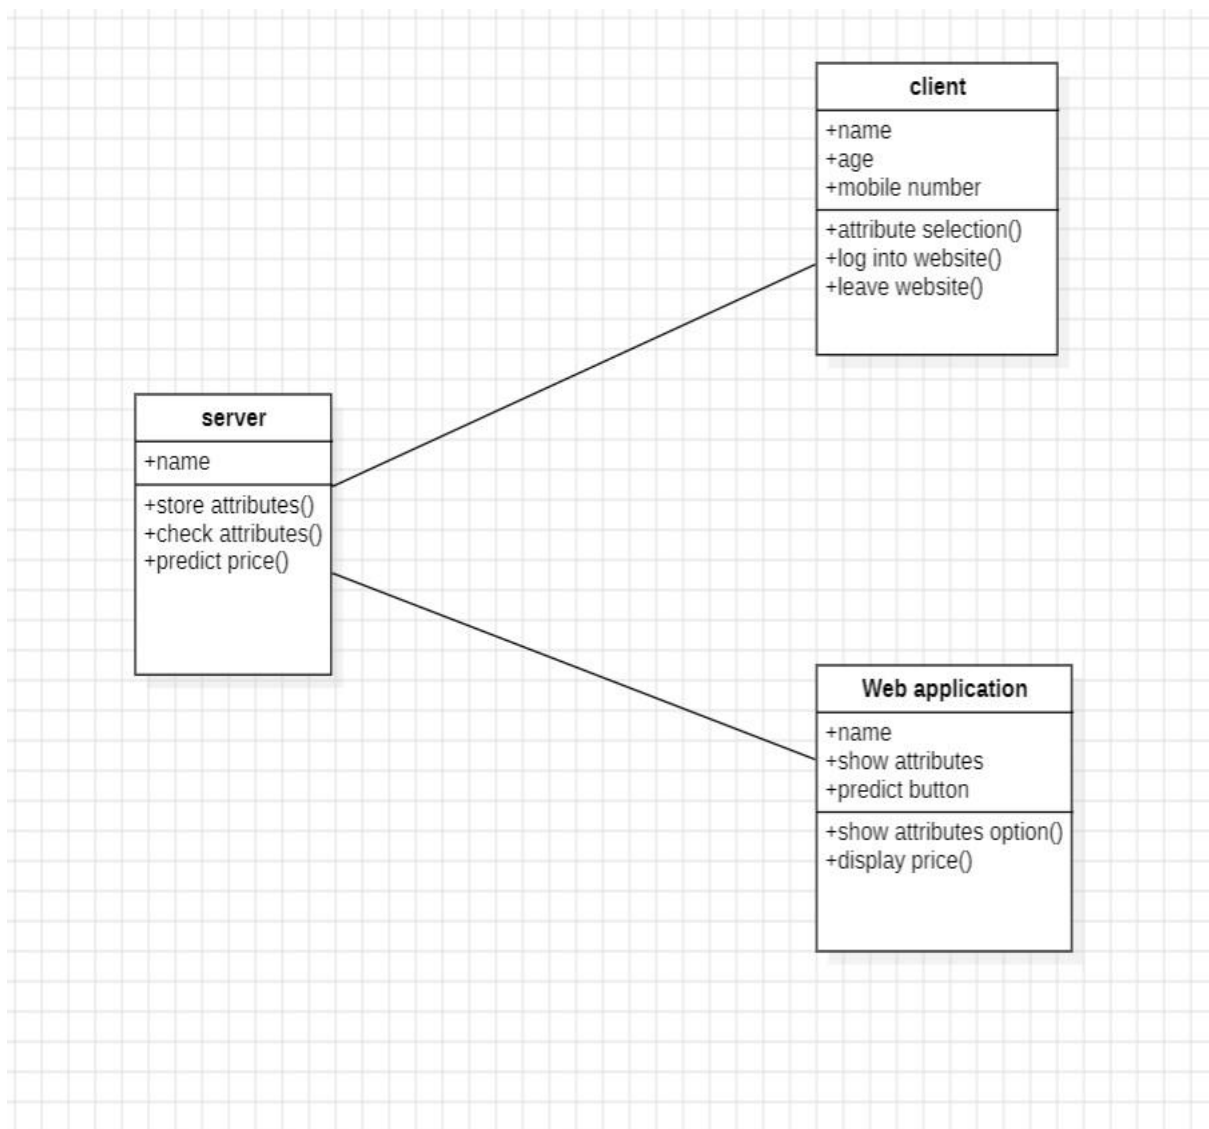 client
+name
+age
+mobile number
+attribute selection()
+log into website()
+leave website()
server
+name
+store attributes()
+check attributes()
+predict price()
Web application
+name
+show attributes
+predict button
+show attributes option()
+display price()